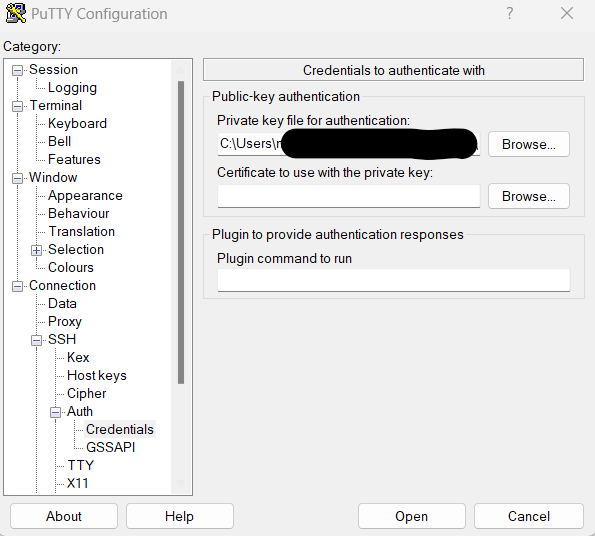 PuTTY Configuration
?
Category:
Session
Logging
Terminal
Keyboard
Bell
Features
Window
Appearance
Behaviour
Translation
Selection
Colours
Connection
Data
Proxy
SSH
Kex
Host keys
Cipher
Auth
Credentials
GSSAPI
TTY
X11
Credentials to authenticate with
Public-key authentication
Private key file for authentication:
C:\Users\
Browse...
Certificate to use with the private key:
Browse...
Plugin to provide authentication responses
Plugin command to run
About
Help
Open
Cancel